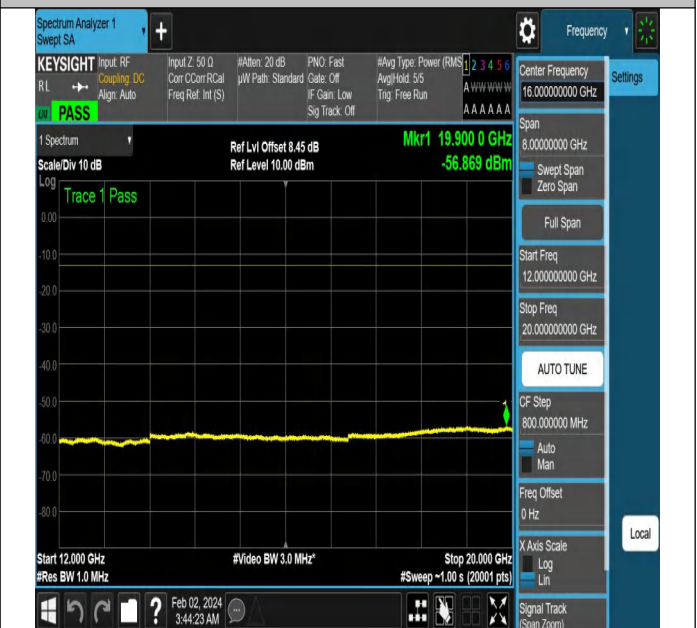 Spectrum Analyzer 1
Swept SA
+
Frequency
KEYSIGHT
RL
PASS
Input: RF
Coupling: DC
Align: Auto
Input Z: 50 Ω
Corr CCorr RCal
Freq Ref: Int (S)
#Atten: 20 dB
µW Path: Standard
PNO: Fast
Gate: Off
IF Gain: Low
Sig Track: Off
#Avg Type: Power (RMS
Avg|Hold: 5/5
Trig: Free Run
1 2 3 4 5 6
A W W W W W
A A A A A A
1 Spectrum
Scale/Div 10 dB
Ref Lvl Offset 8.45 dB
Ref Level 10.00 dBm
Mkr1 19.900 0 GHz
-56.869 dBm
Log
Trace 1 Pass
0.00
-10.0
-20.0
-30.0
-40.0
-50.0
-60.0
-70.0
-80.0
1
Start 12.000 GHz
#Res BW 1.0 MHz
#Video BW 3.0 MHz*
Stop 20.000 GHz
#Sweep ~1.00 s (20001 pts)
Feb 02, 2024
3:44:23 AM
Center Frequency
16.000000000 GHz
Settings
Span
8.00000000 GHz
Swept Span
Zero Span
Full Span
Start Freq
12.000000000 GHz
Stop Freq
20.000000000 GHz
AUTO TUNE
CF Step
800.000000 MHz
Auto
Man
Freq Offset
0 Hz
Local
X Axis Scale
Log
Lin
Signal Track
(Span Zoom)